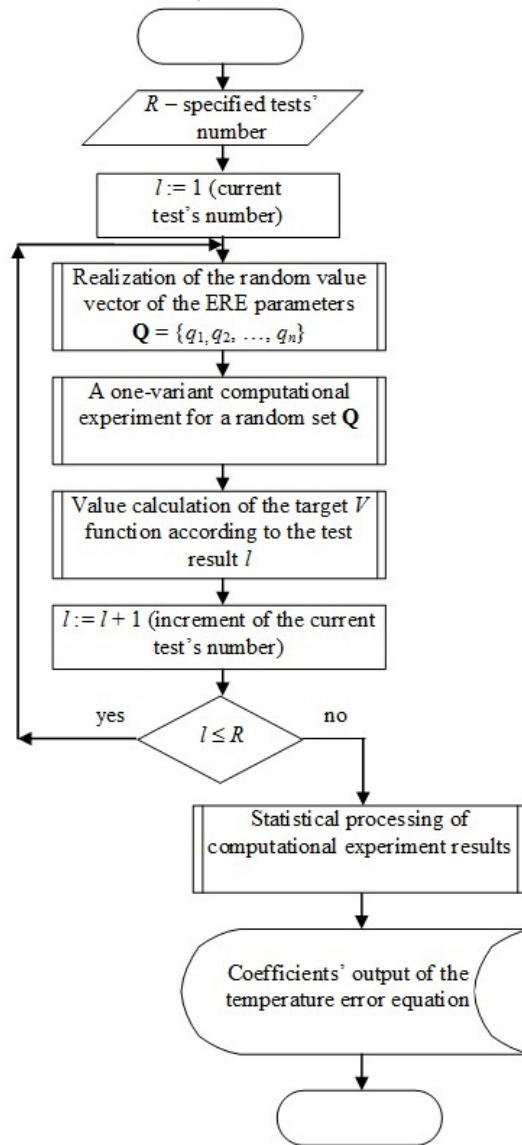 R – specified tests'
number
l := 1 (current
test's number)
Realization of the random value
vector of the ERE parameters
Q = {q1, q2, …, qn}
A one-variant computational
experiment for a random set Q
Value calculation of the target V
function according to the test
result l
l := l + 1 (increment of the current
test's number)
yes
l ≤ R
no
Statistical processing of
computational experiment results
Coefficients' output of the
temperature error equation